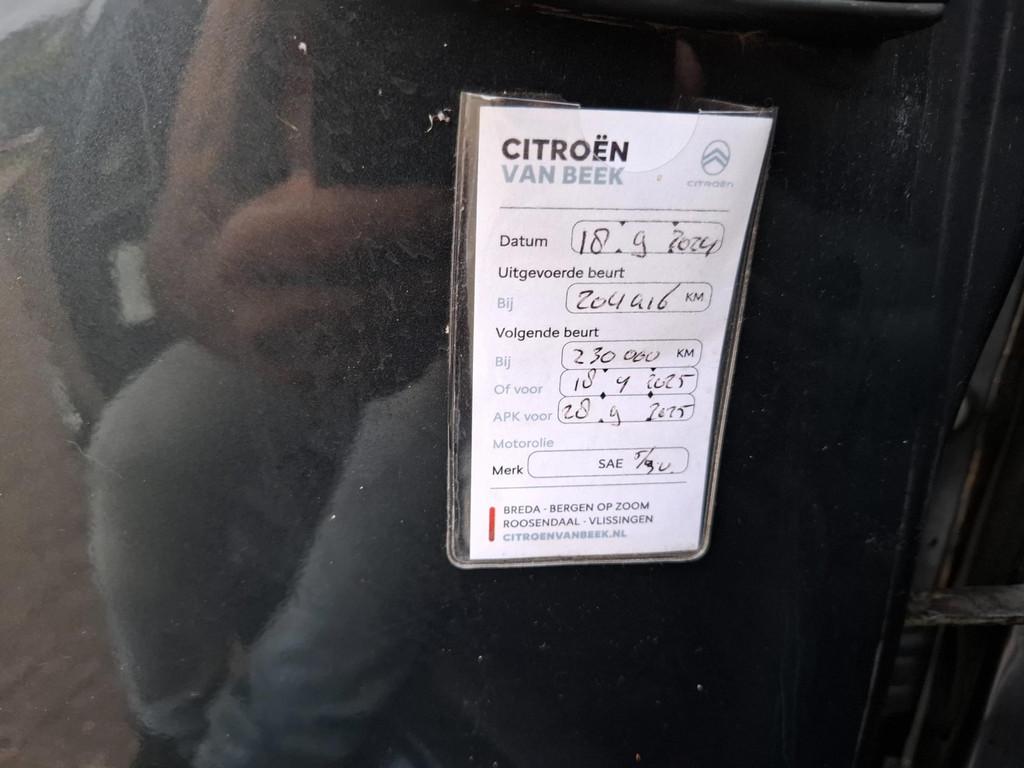 CITROËN
VAN BEEK
CITROËN
Datum 18. 9 2024
Uitgevoerde beurt
Bij 204416 KM
Volgende beurt
Bij 230 000 KM
Of voor 18 9 2025
APK voor 28. 9 2025
Motorolie
Merk SAE 5/30.
BREDA · BERGEN OP ZOOM
ROOSENDAAL · VLISSINGEN
CITROENVANBEEK.NL